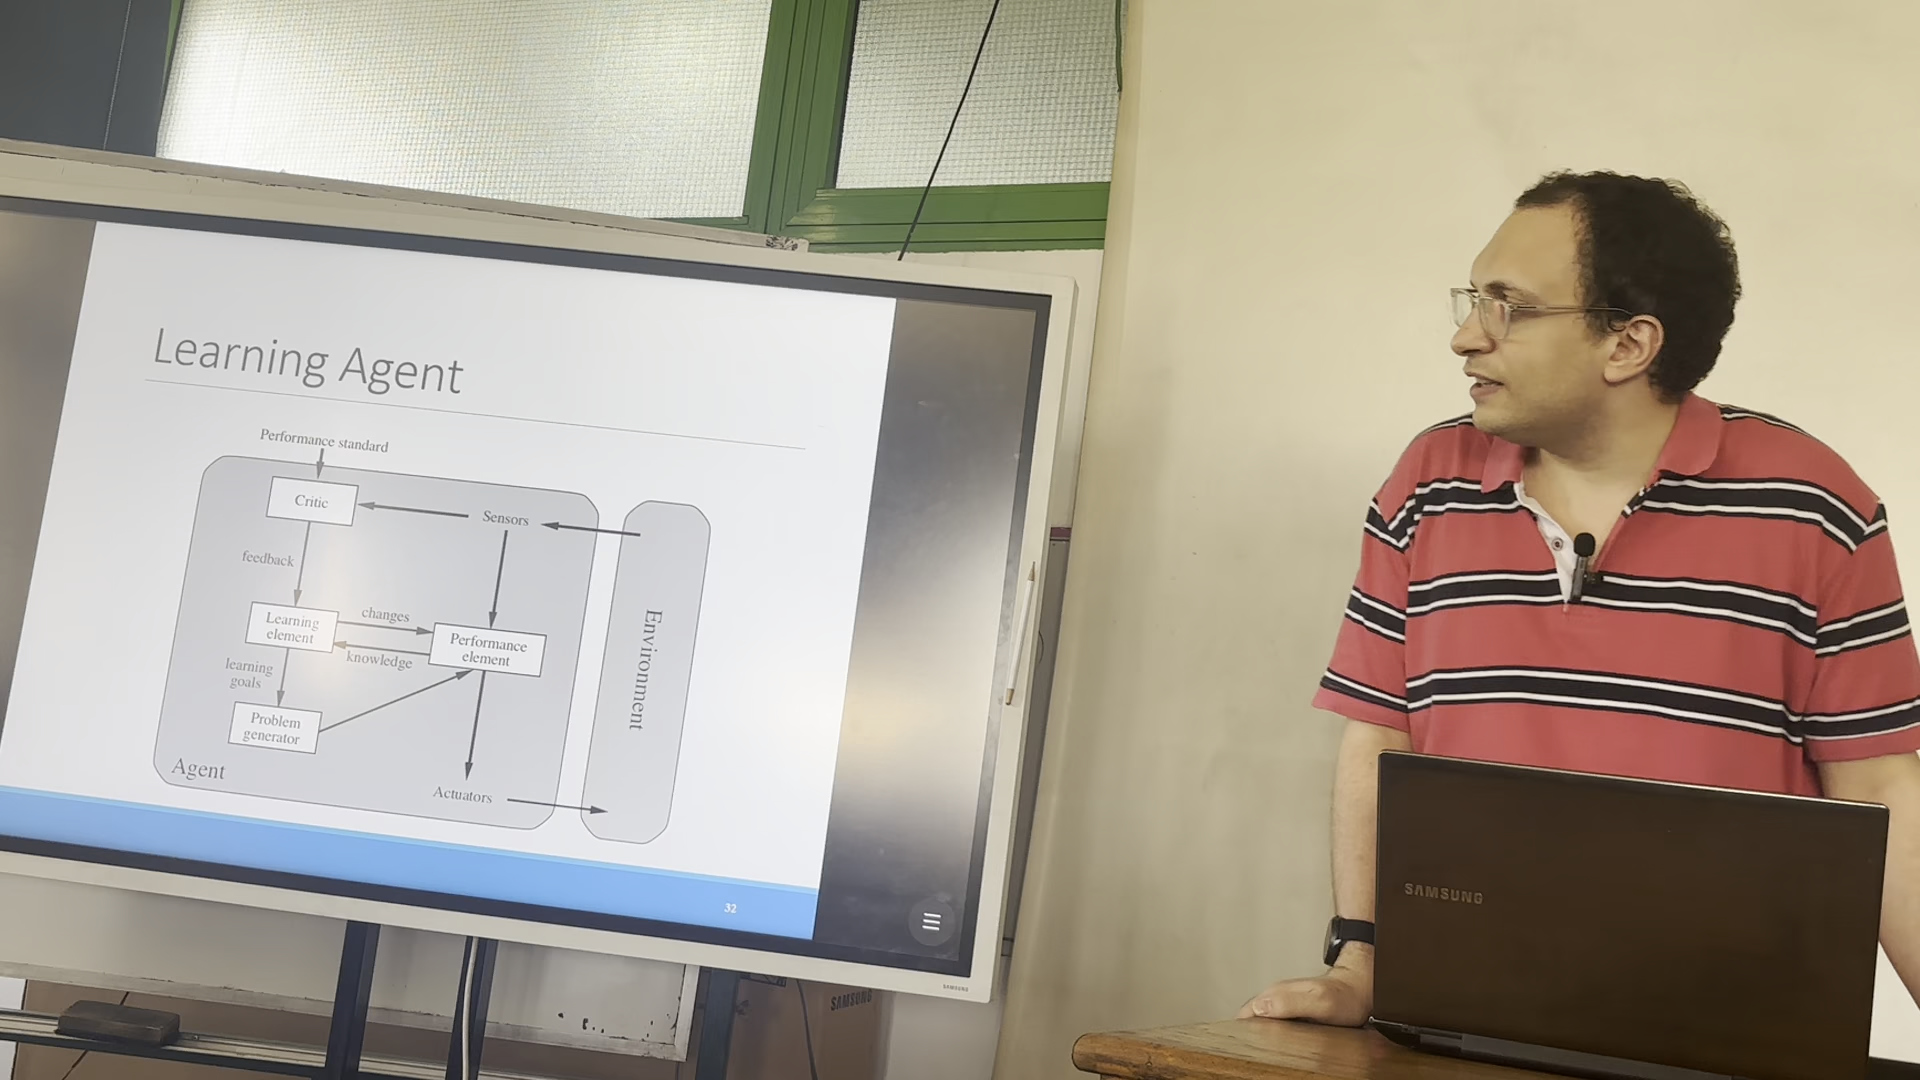 Learning Agent
Performance standard
Critic
Sensors
feedback
changes
Learning
element
Performance
element
knowledge
learning
goals
Problem
generator
Environment
Agent
Actuators
32
SAMSUNG
SAMSUNG
SAMSUNG